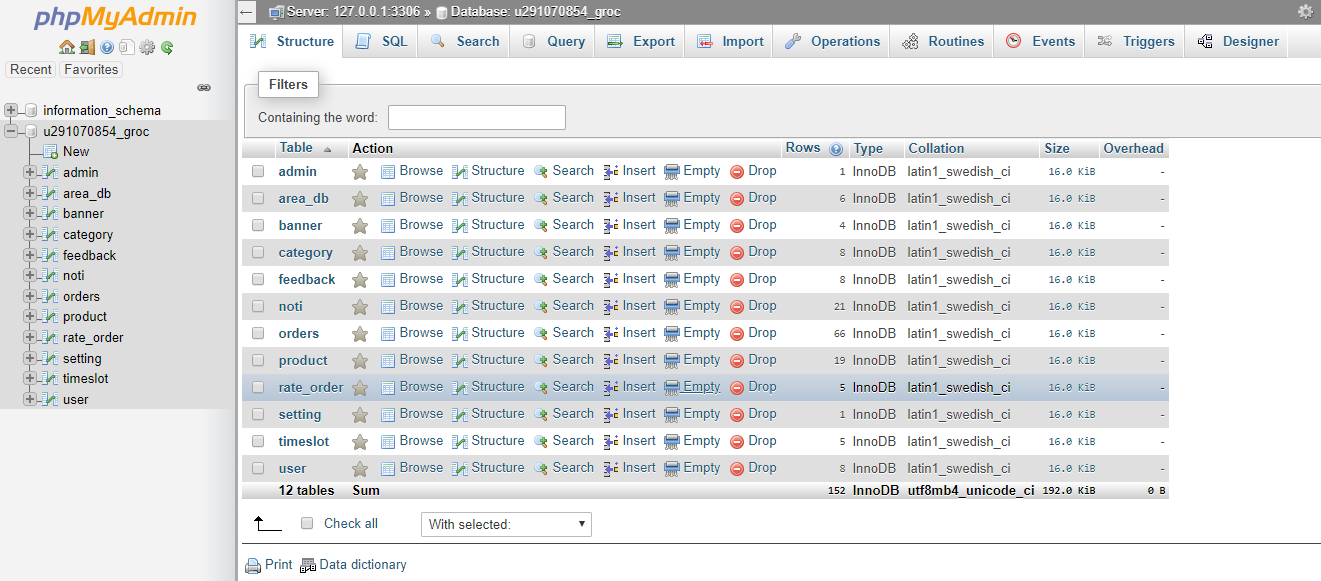 phpMyAdmin
Recent Favorites
information_schema
u291070854_groc
New
admin
area_db
banner
category
feedback
noti
orders
product
rate_order
setting
timeslot
user
Server: 127.0.0.1:3306 » Database: u291070854_groc
Structure SQL Search Query Export Import Operations Routines Events Triggers Designer
Filters
Containing the word:
Table Action Rows Type Collation Size Overhead
admin Browse Structure Search Insert Empty Drop 1 InnoDB latin1_swedish_ci 16.0 KiB -
area_db Browse Structure Search Insert Empty Drop 6 InnoDB latin1_swedish_ci 16.0 KiB -
banner Browse Structure Search Insert Empty Drop 4 InnoDB latin1_swedish_ci 16.0 KiB -
category Browse Structure Search Insert Empty Drop 8 InnoDB latin1_swedish_ci 16.0 KiB -
feedback Browse Structure Search Insert Empty Drop 8 InnoDB latin1_swedish_ci 16.0 KiB -
noti Browse Structure Search Insert Empty Drop 21 InnoDB latin1_swedish_ci 16.0 KiB -
orders Browse Structure Search Insert Empty Drop 66 InnoDB latin1_swedish_ci 16.0 KiB -
product Browse Structure Search Insert Empty Drop 19 InnoDB latin1_swedish_ci 16.0 KiB -
rate_order Browse Structure Search Insert Empty Drop 5 InnoDB latin1_swedish_ci 16.0 KiB -
setting Browse Structure Search Insert Empty Drop 1 InnoDB latin1_swedish_ci 16.0 KiB -
timeslot Browse Structure Search Insert Empty Drop 5 InnoDB latin1_swedish_ci 16.0 KiB -
user Browse Structure Search Insert Empty Drop 8 InnoDB latin1_swedish_ci 16.0 KiB -
12 tables Sum 152 InnoDB utf8mb4_unicode_ci 192.0 KiB 0 B
Check all With selected:
Print Data dictionary